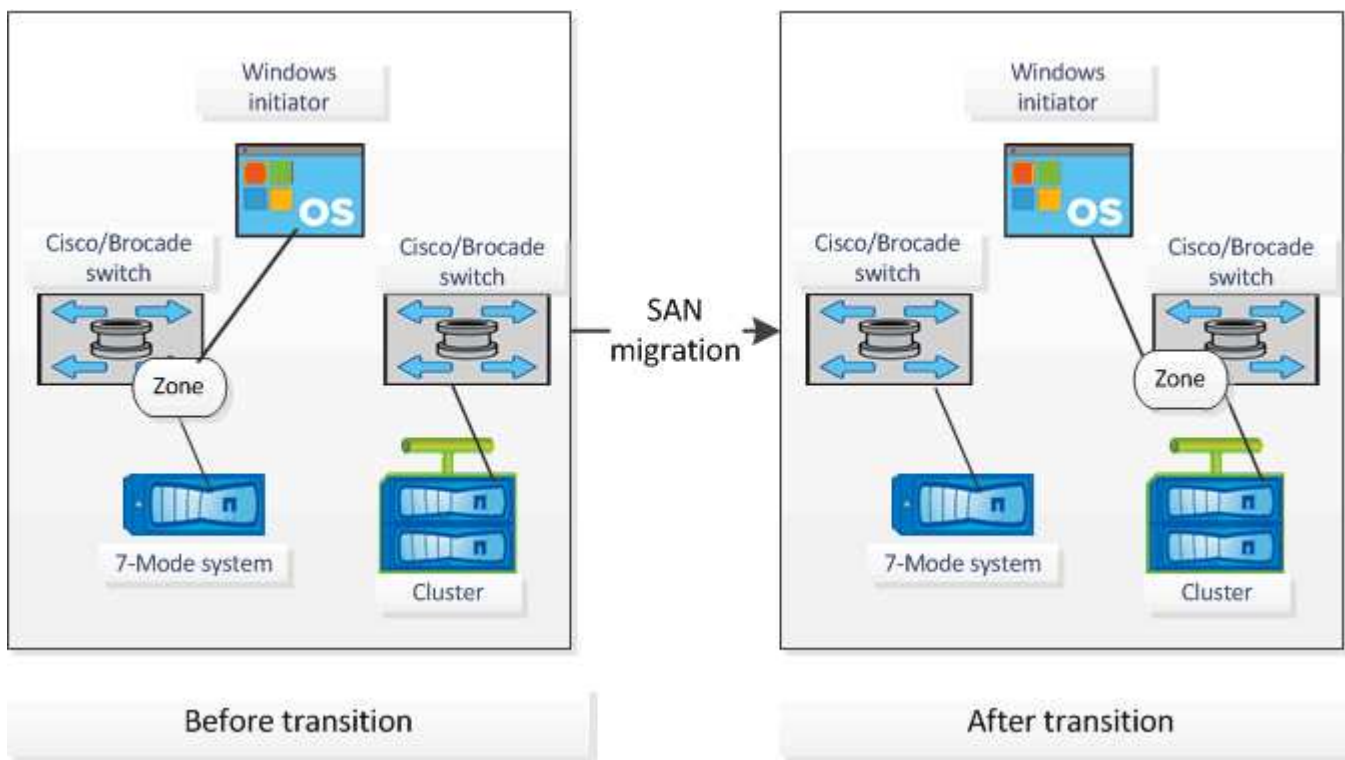 Windows
initiator
OS
Cisco/Brocade
switch
Cisco/Brocade
switch
Zone
n
7-Mode system
n
n
Cluster
SAN
migration
Windows
initiator
OS
Cisco/Brocade
switch
Cisco/Brocade
switch
Zone
n
7-Mode system
n
n
Cluster
Before transition
After transition